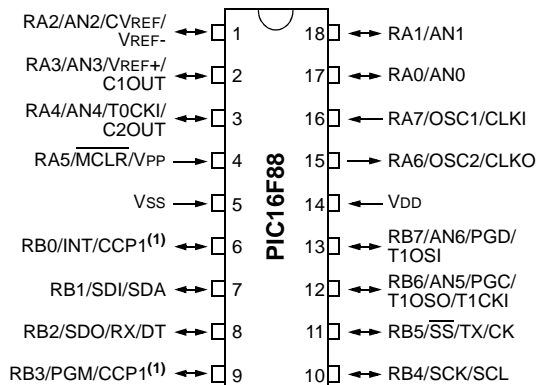 RA2/AN2/CVREF/
VREF-
RA3/AN3/VREF+/
C1OUT
RA4/AN4/T0CKI/
C2OUT
RA5/MCLR/VPP
VSS
RB0/INT/CCP1(1)
RB1/SDI/SDA
RB2/SDO/RX/DT
RB3/PGM/CCP1(1)
1
2
3
4
5
6
7
8
9
PIC16F88
18
17
16
15
14
13
12
11
10
RA1/AN1
RA0/AN0
RA7/OSC1/CLKI
RA6/OSC2/CLKO
VDD
RB7/AN6/PGD/
T1OSI
RB6/AN5/PGC/
T1OSO/T1CKI
RB5/SS/TX/CK
RB4/SCK/SCL